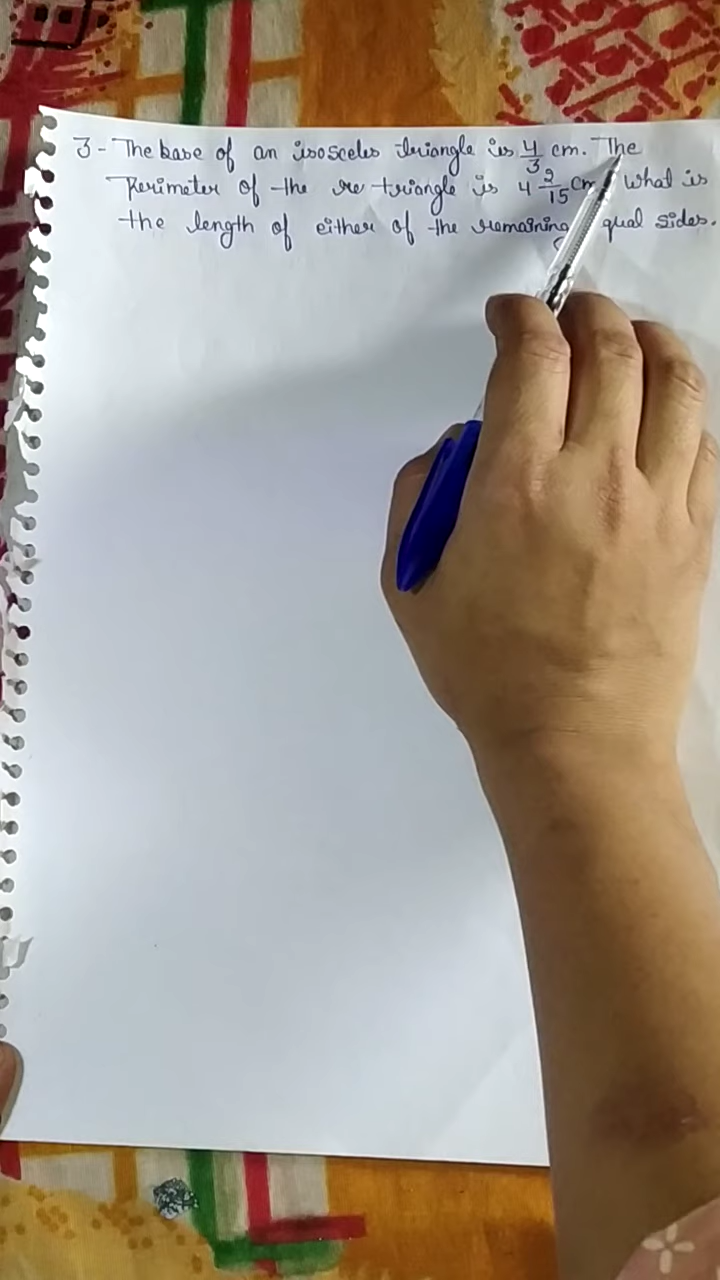 3- The base of an isosceles triangle is 4/3 cm. The
Perimeter of the re triangle is 4 2/15 cm. What is
the length of either of the remaining qual sides.